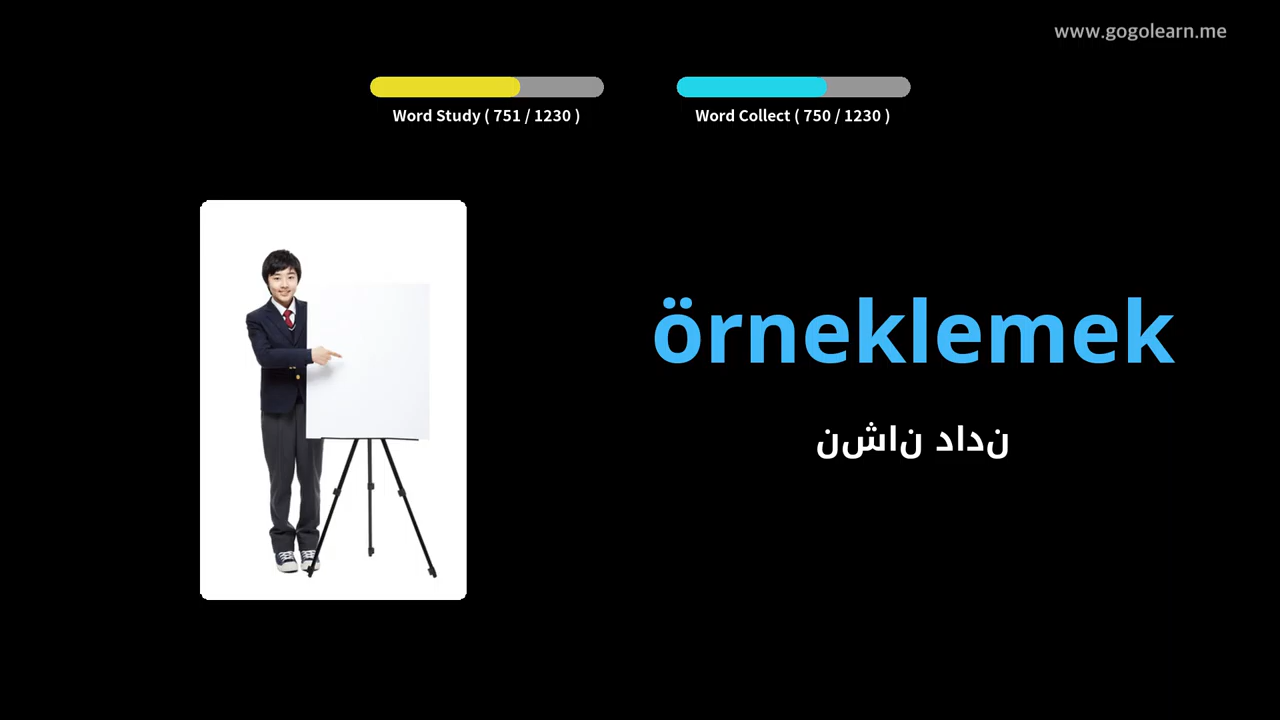 www.gogolearn.me
Word Study ( 751 / 1230 )
Word Collect ( 750 / 1230 )
örneklemek
نشان دادن